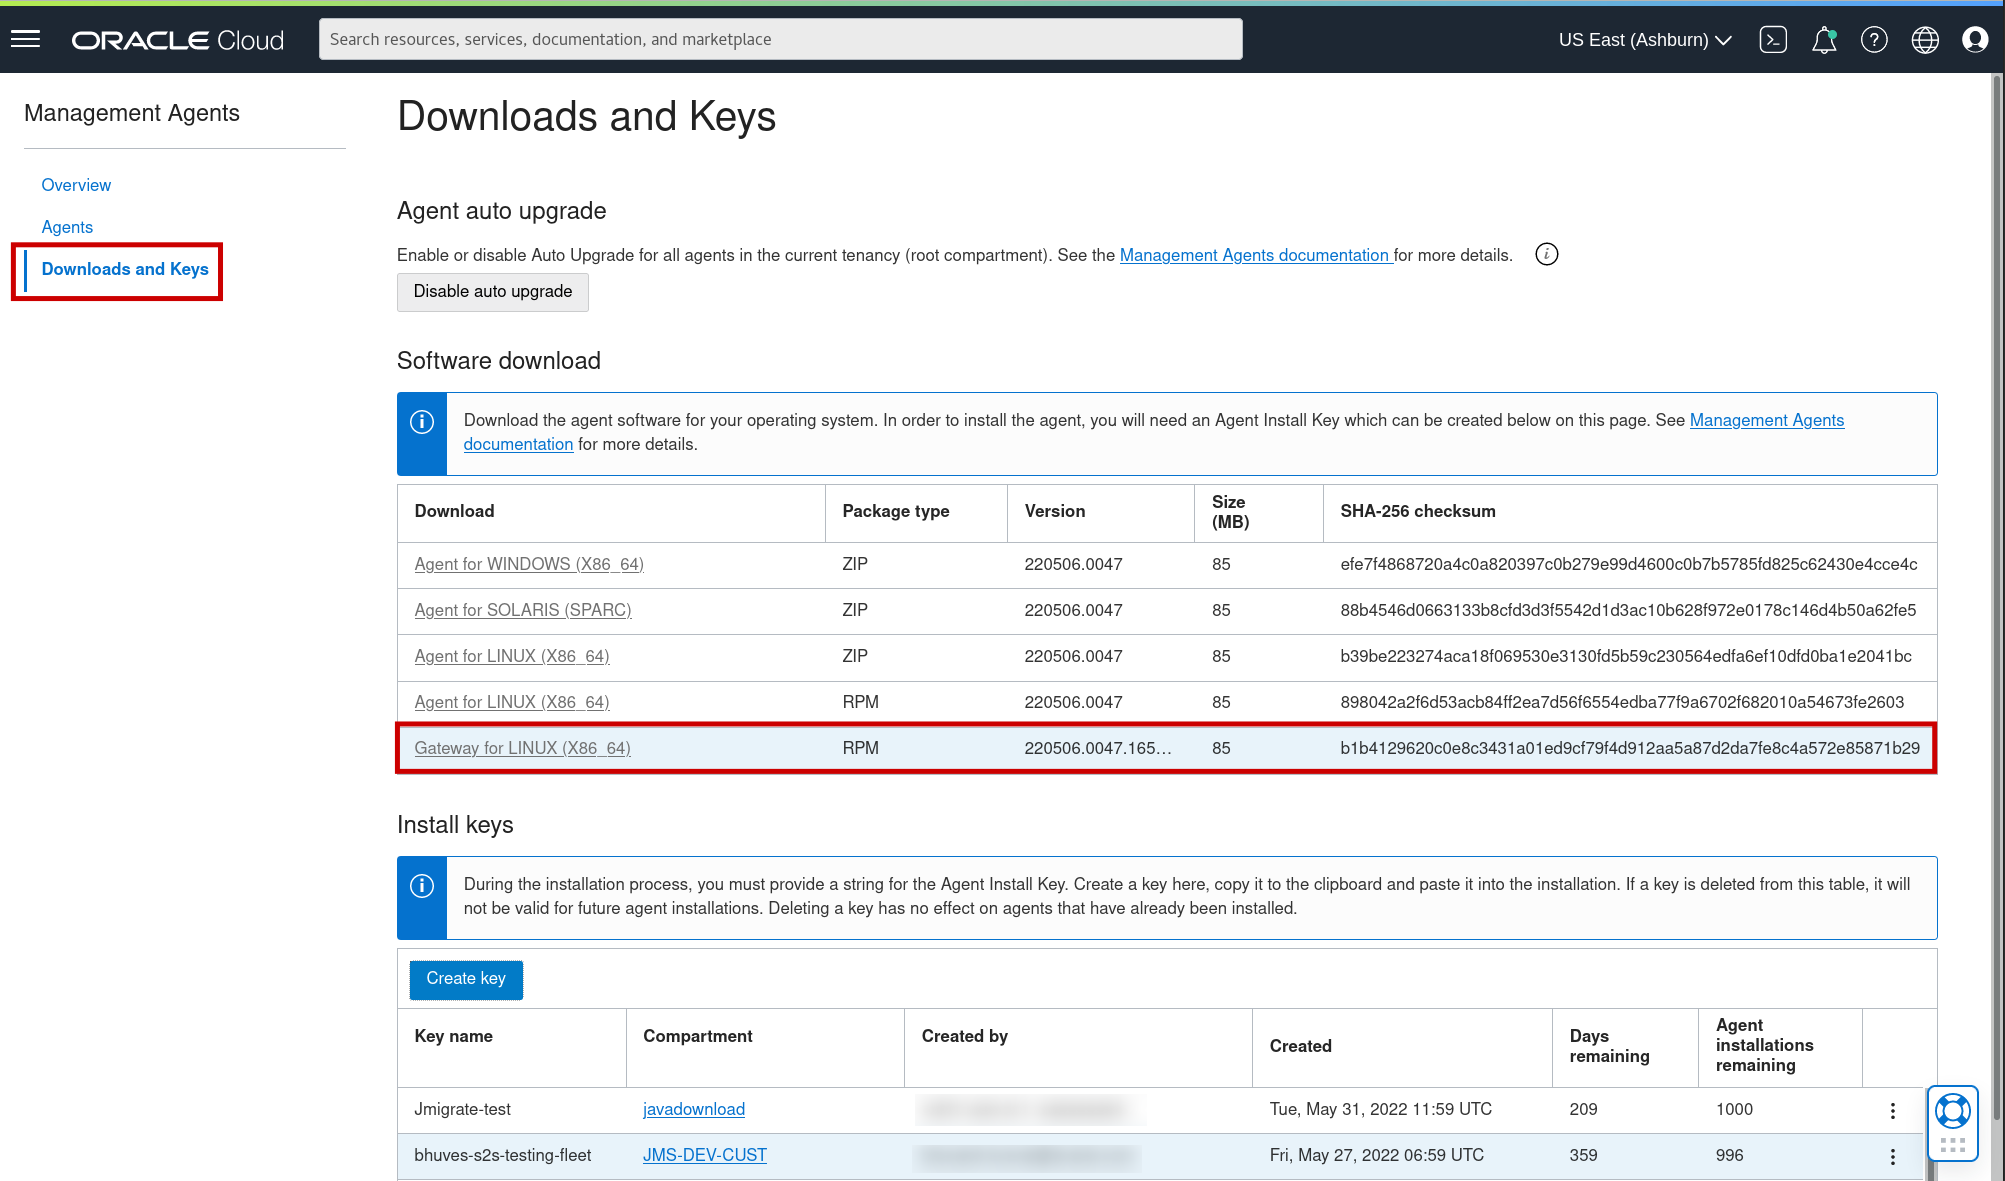 ORACLE Cloud
Search resources, services, documentation, and marketplace
US East (Ashburn)
Management Agents
Overview
Agents
Downloads and Keys
Downloads and Keys
Agent auto upgrade
Enable or disable Auto Upgrade for all agents in the current tenancy (root compartment). See the Management Agents documentation for more details.
Disable auto upgrade
Software download
Download the agent software for your operating system. In order to install the agent, you will need an Agent Install Key which can be created below on this page. See Management Agents
documentation for more details.
Download Package type Version Size (MB) SHA-256 checksum
Agent for WINDOWS (X86_64) ZIP 220506.0047 85 efe7f4868720a4c0a820397c0b279e99d4600c0b7b5785fd825c62430e4cce4c
Agent for SOLARIS (SPARC) ZIP 220506.0047 85 88b4546d0663133b8cfd3d3f5542d1d3ac10b628f972e0178c146d4b50a62fe5
Agent for LINUX (X86_64) ZIP 220506.0047 85 b39be223274aca18f069530e3130fd5b59c230564edfa6ef10dfd0ba1e2041bc
Agent for LINUX (X86_64) RPM 220506.0047 85 898042a2f6d53acb84ff2ea7d56f6554edba77f9a6702f682010a54673fe2603
Gateway for LINUX (X86_64) RPM 220506.0047.165... 85 b1b4129620c0e8c3431a01ed9cf79f4d912aa5a87d2da7fe8c4a572e85871b29
Install keys
During the installation process, you must provide a string for the Agent Install Key. Create a key here, copy it to the clipboard and paste it into the installation. If a key is deleted from this table, it will
not be valid for future agent installations. Deleting a key has no effect on agents that have already been installed.
Create key
Key name Compartment Created by Created Days remaining Agent installations remaining
Jmigrate-test javadownload Tue, May 31, 2022 11:59 UTC 209 1000
bhuves-s2s-testing-fleet JMS-DEV-CUST Fri, May 27, 2022 06:59 UTC 359 996